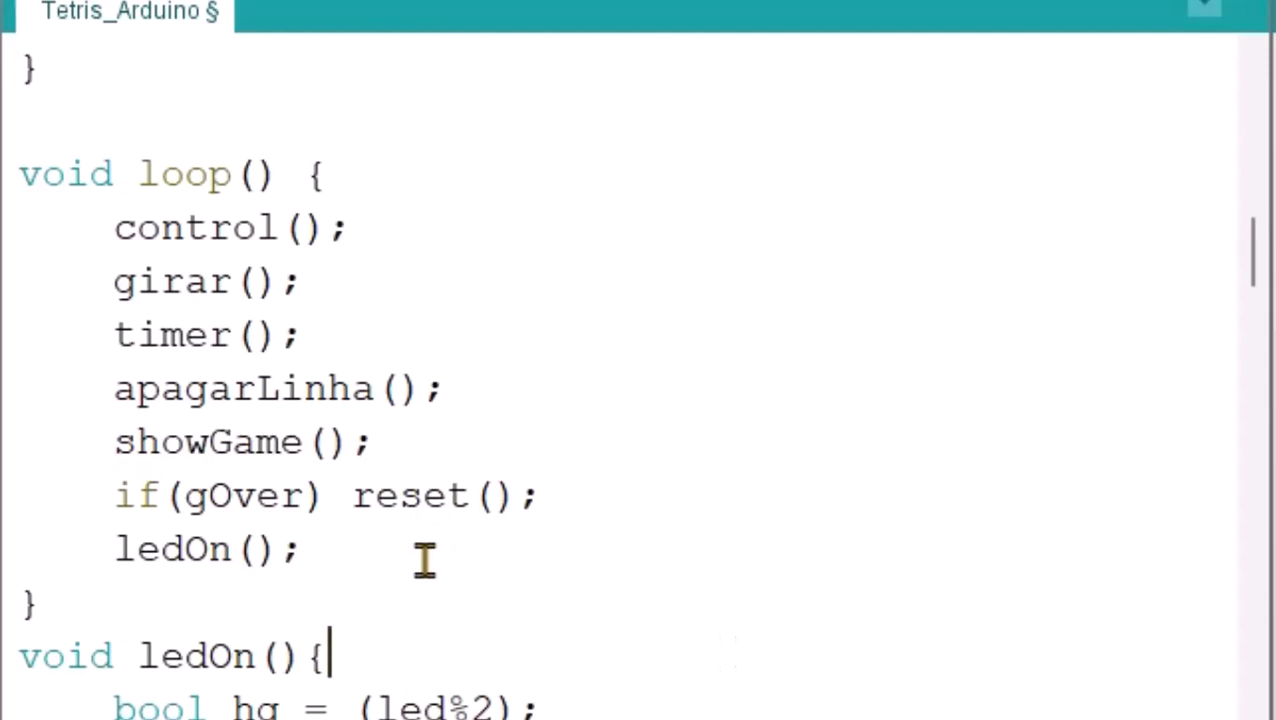 Tetris_Arduino §
}
void loop() {
control();
girar();
timer();
apagarLinha();
showGame();
if(gOver) reset();
ledOn();
}
void ledOn(){
bool hg = (led%2);